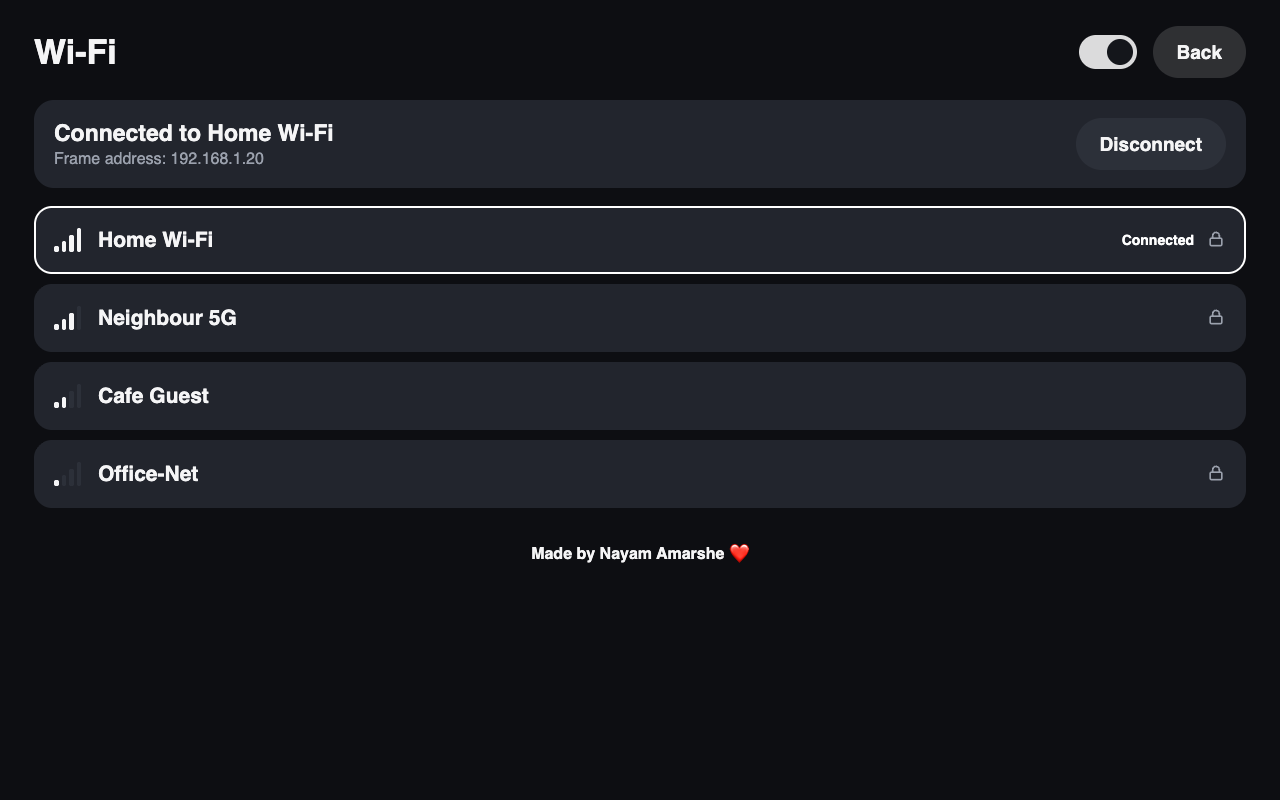 Wi-Fi
Back
Connected to Home Wi-Fi
Frame address: 192.168.1.20
Disconnect
Home Wi-Fi
Connected
Neighbour 5G
Cafe Guest
Office-Net
Made by Nayam Amarshe ❤️